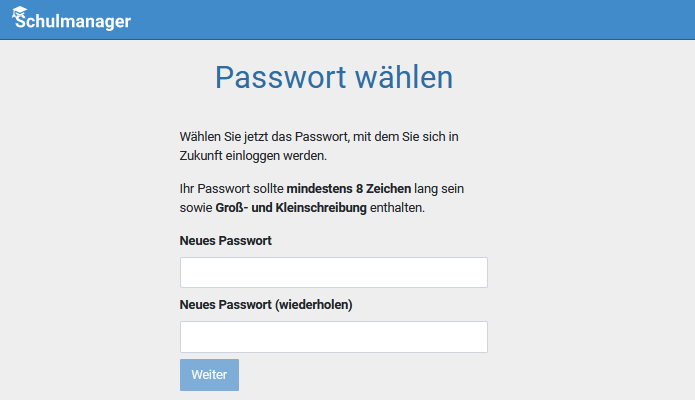 Schulmanager
Passwort wählen
Wählen Sie jetzt das Passwort, mit dem Sie sich in
Zukunft einloggen werden.
Ihr Passwort sollte mindestens 8 Zeichen lang sein
sowie Groß- und Kleinschreibung enthalten.
Neues Passwort
Neues Passwort (wiederholen)
Weiter